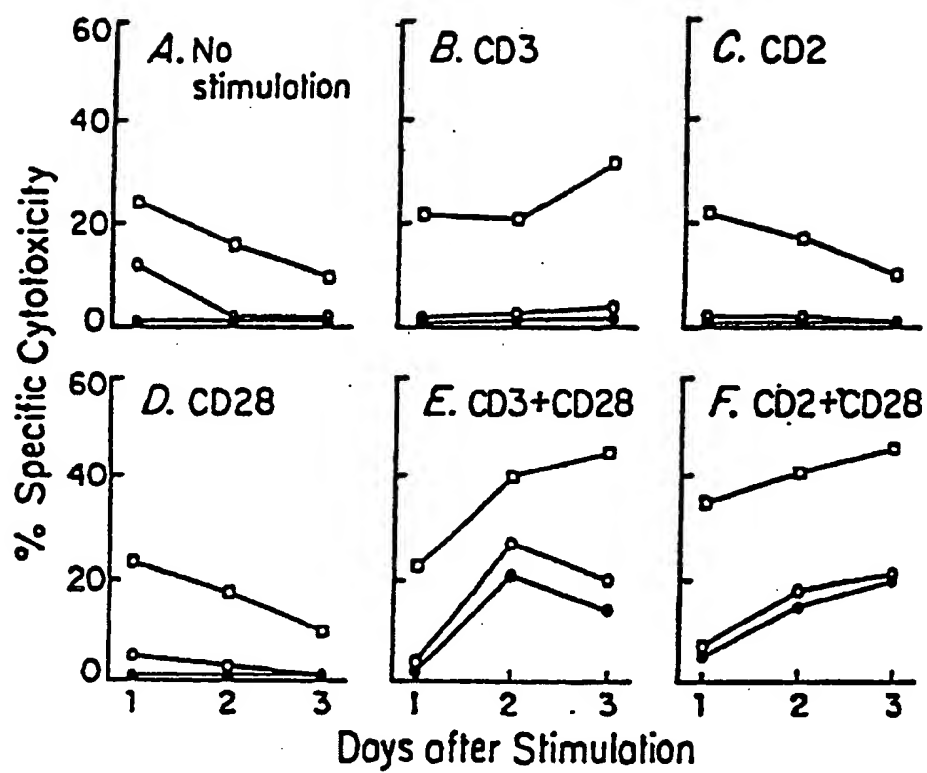 60
40
20
0
A. No
stimulation
B. CD3
C. CD2
60
40
20
0
D. CD28
E. CD3+CD28
F. CD2+CD28
1 2 3
1 2 3
1 2 3
% Specific Cytotoxicity
Days after Stimulation